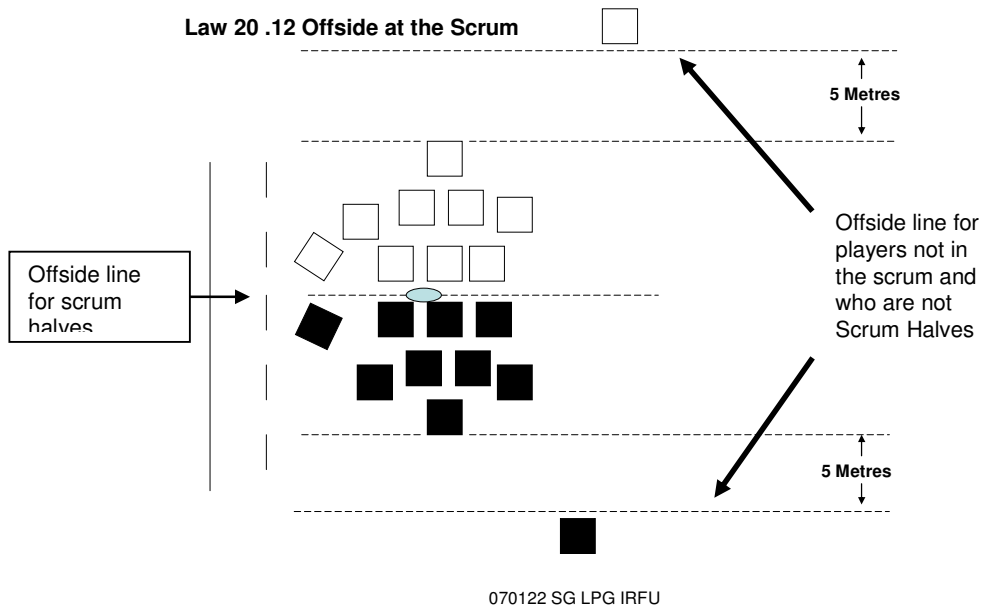 Law 20 .12 Offside at the Scrum
5 Metres
Offside line
for scrum
halves
Offside line for
players not in
the scrum and
who are not
Scrum Halves
5 Metres
070122 SG LPG IRFU